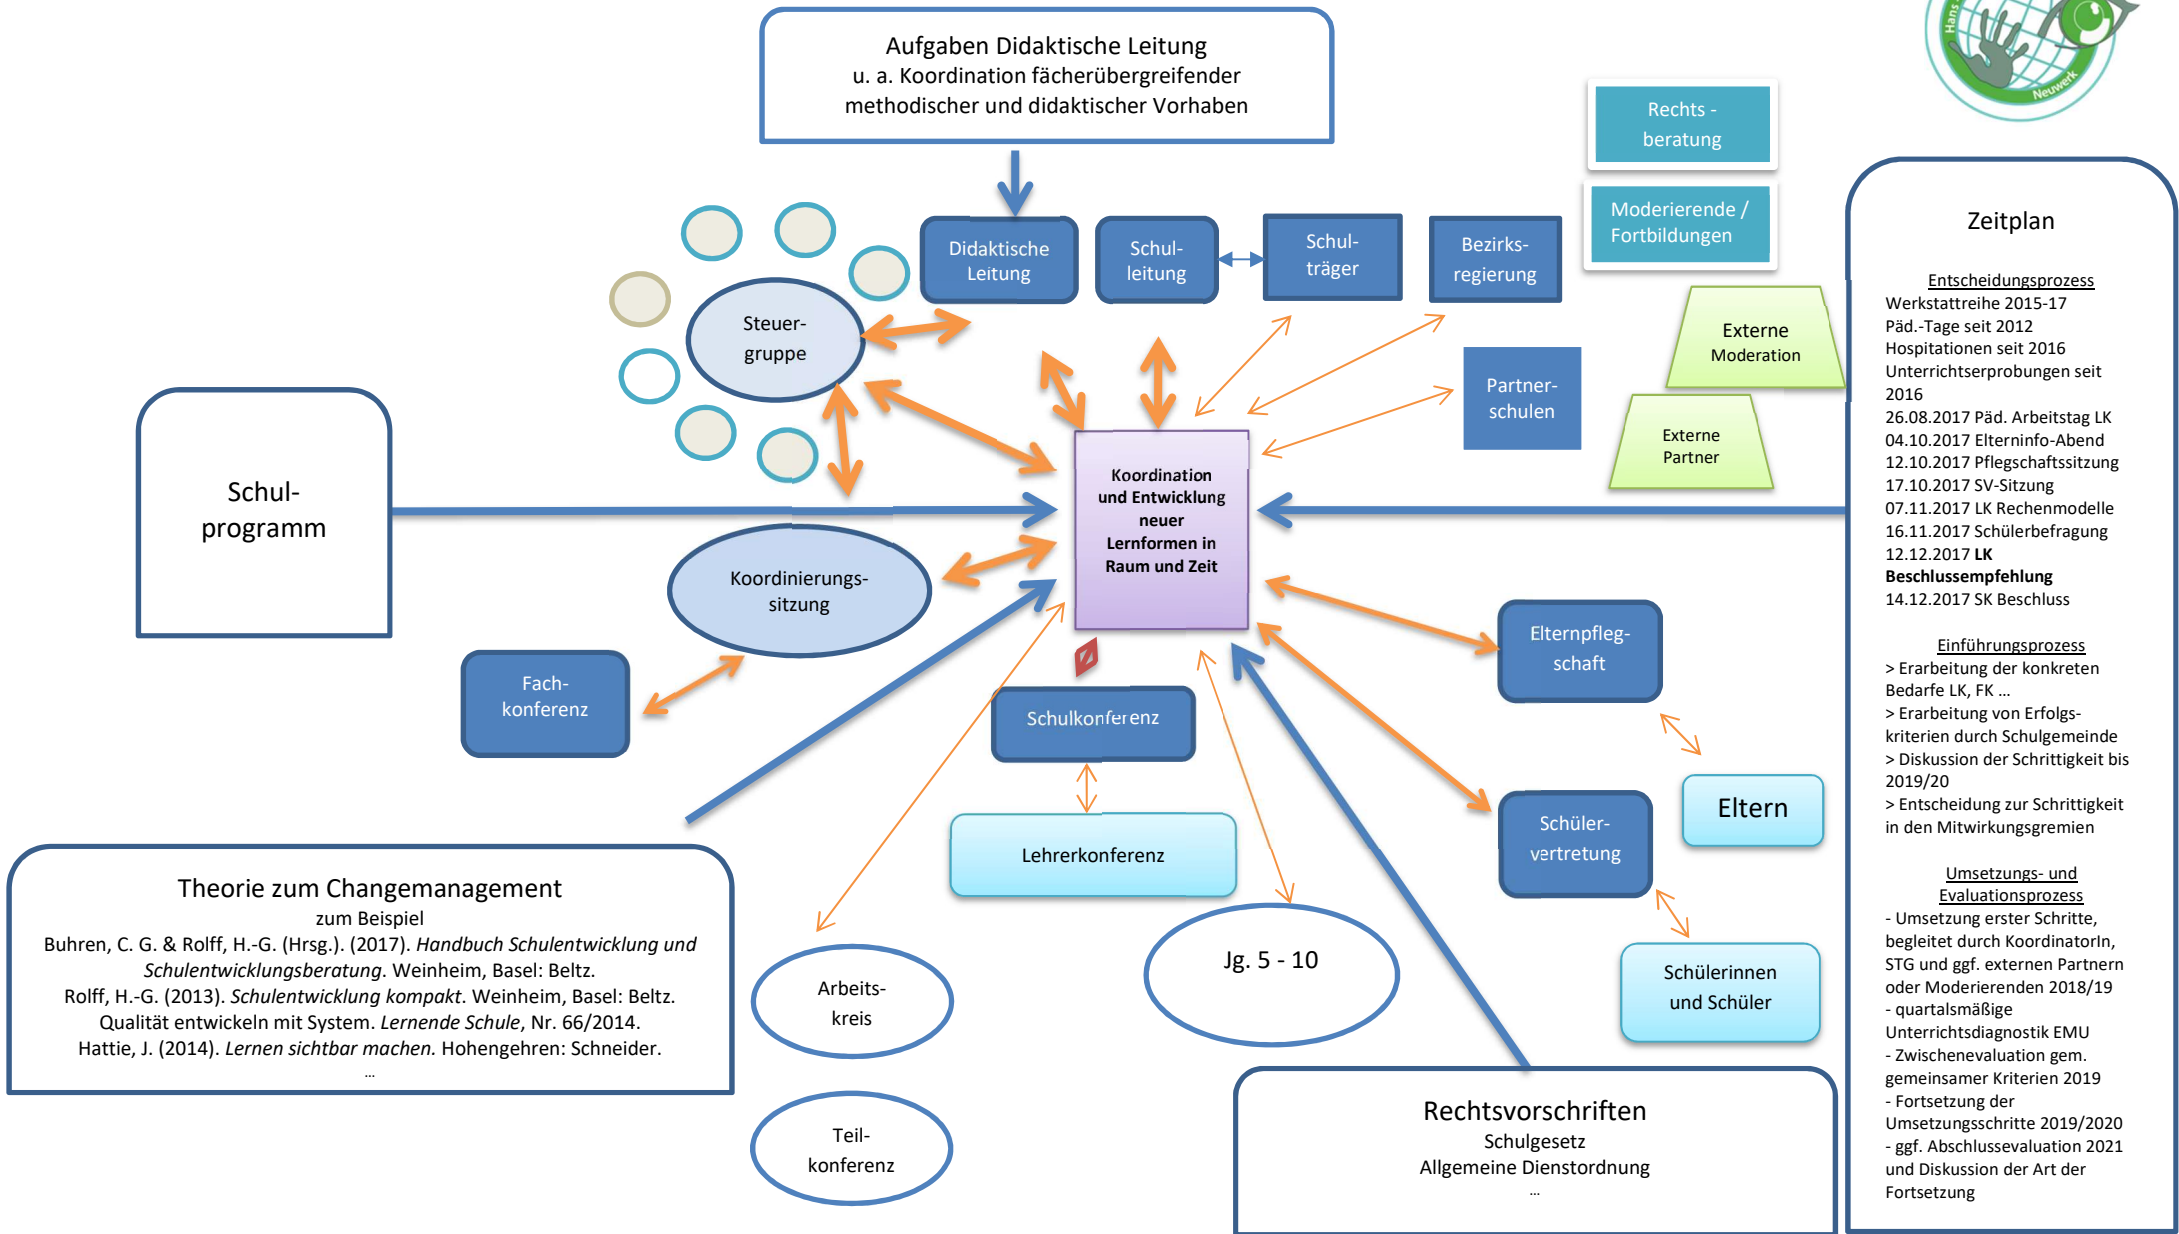 Aufgaben Didaktische Leitung
u. a. Koordination fächerübergreifender
methodischer und didaktischer Vorhaben
Hans
Neuwerk
Rechts -
beratung
Moderierende /
Fortbildungen
Didaktische
Leitung
Schul-
leitung
Schul-
träger
Bezirks-
regierung
Steuer-
gruppe
Externe
Moderation
Partner-
schulen
Externe
Partner
Schul-
programm
Koordination
und Entwicklung
neuer
Lernformen in
Raum und Zeit
Koordinierungs-
sitzung
Fach-
konferenz
Schulkonferenz
Lehrerkonferenz
Elternpfleg-
schaft
Eltern
Schüler-
vertretung
Schülerinnen
und Schüler
Jg. 5 - 10
Arbeits-
kreis
Teil-
konferenz
Theorie zum Changemanagement
zum Beispiel
Buhren, C. G. & Rolff, H.-G. (Hrsg.). (2017). Handbuch Schulentwicklung und
Schulentwicklungsberatung. Weinheim, Basel: Beltz.
Rolff, H.-G. (2013). Schulentwicklung kompakt. Weinheim, Basel: Beltz.
Qualität entwickeln mit System. Lernende Schule, Nr. 66/2014.
Hattie, J. (2014). Lernen sichtbar machen. Hohengehren: Schneider.
...
Rechtsvorschriften
Schulgesetz
Allgemeine Dienstordnung
...
Zeitplan
Entscheidungsprozess
Werkstattreihe 2015-17
Päd.-Tage seit 2012
Hospitationen seit 2016
Unterrichtserprobungen seit
2016
26.08.2017 Päd. Arbeitstag LK
04.10.2017 Elterninfo-Abend
12.10.2017 Pflegschaftssitzung
17.10.2017 SV-Sitzung
07.11.2017 LK Rechenmodelle
16.11.2017 Schülerbefragung
12.12.2017 LK
Beschlussempfehlung
14.12.2017 SK Beschluss
Einführungsprozess
> Erarbeitung der konkreten
Bedarfe LK, FK ...
> Erarbeitung von Erfolgs-
kriterien durch Schulgemeinde
> Diskussion der Schrittigkeit bis
2019/20
> Entscheidung zur Schrittigkeit
in den Mitwirkungsgremien
Umsetzungs- und
Evaluationsprozess
- Umsetzung erster Schritte,
begleitet durch KoordinatorIn,
STG und ggf. externen Partnern
oder Moderierenden 2018/19
- quartalsmäßige
Unterrichtsdiagnostik EMU
- Zwischenevaluation gem.
gemeinsamer Kriterien 2019
- Fortsetzung der
Umsetzungsschritte 2019/2020
- ggf. Abschlussevaluation 2021
und Diskussion der Art der
Fortsetzung